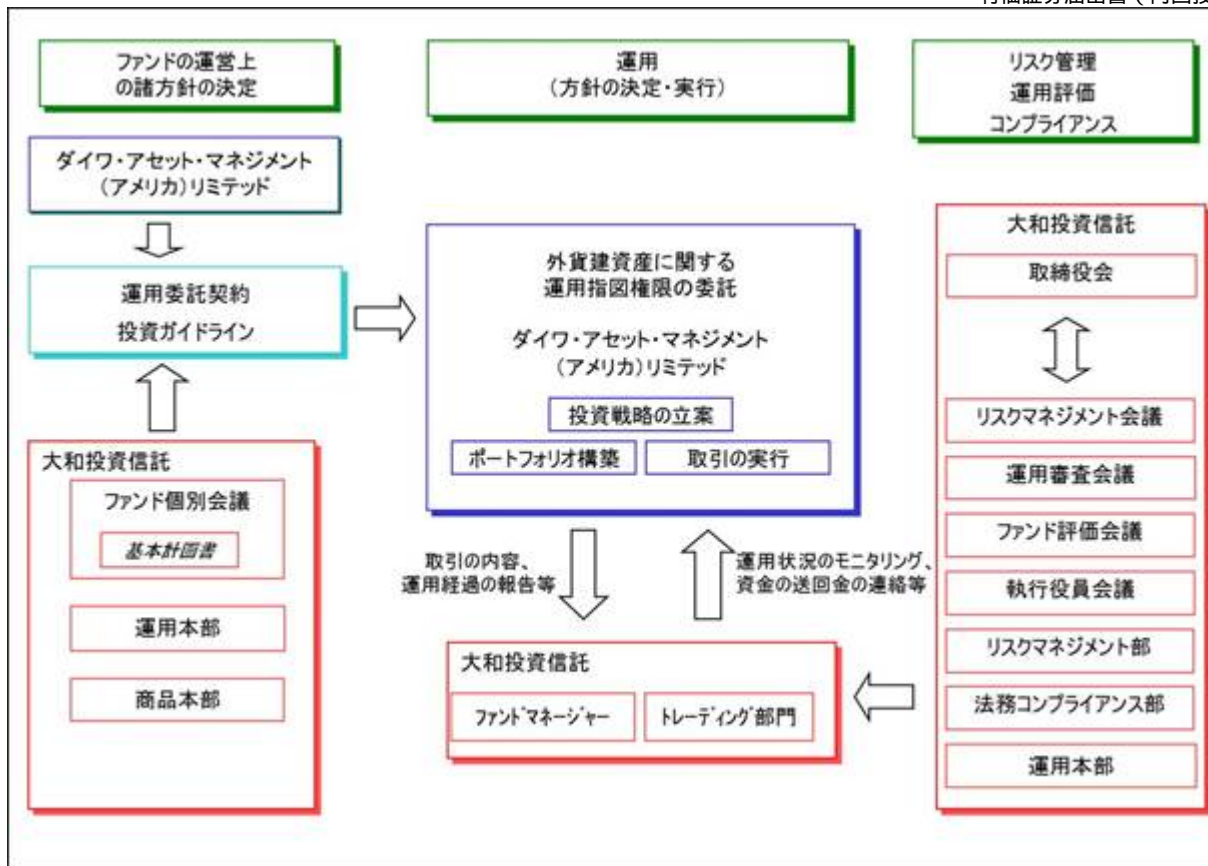 ファンドの運営上
の諸方針の決定
運用
(方針の決定・実行)
リスク管理
運用評価
コンプライアンス
ダイワ・アセット・マネジメント
(アメリカ)リミテッド
運用委託契約
投資ガイドライン
大和投資信託
ファンド個別会議
基本計画書
運用本部
商品本部
外貨建資産に関する
運用指図権限の委託
ダイワ・アセット・マネジメント
(アメリカ)リミテッド
投資戦略の立案
ポートフォリオ構築
取引の実行
取引の内容、
運用経過の報告等
運用状況のモニタリング、
資金の送回金の連絡等
大和投資信託
ファンドマネージャー
トレーディング部門
大和投資信託
取締役会
リスクマネジメント会議
運用審査会議
ファンド評価会議
執行役員会議
リスクマネジメント部
法務コンプライアンス部
運用本部